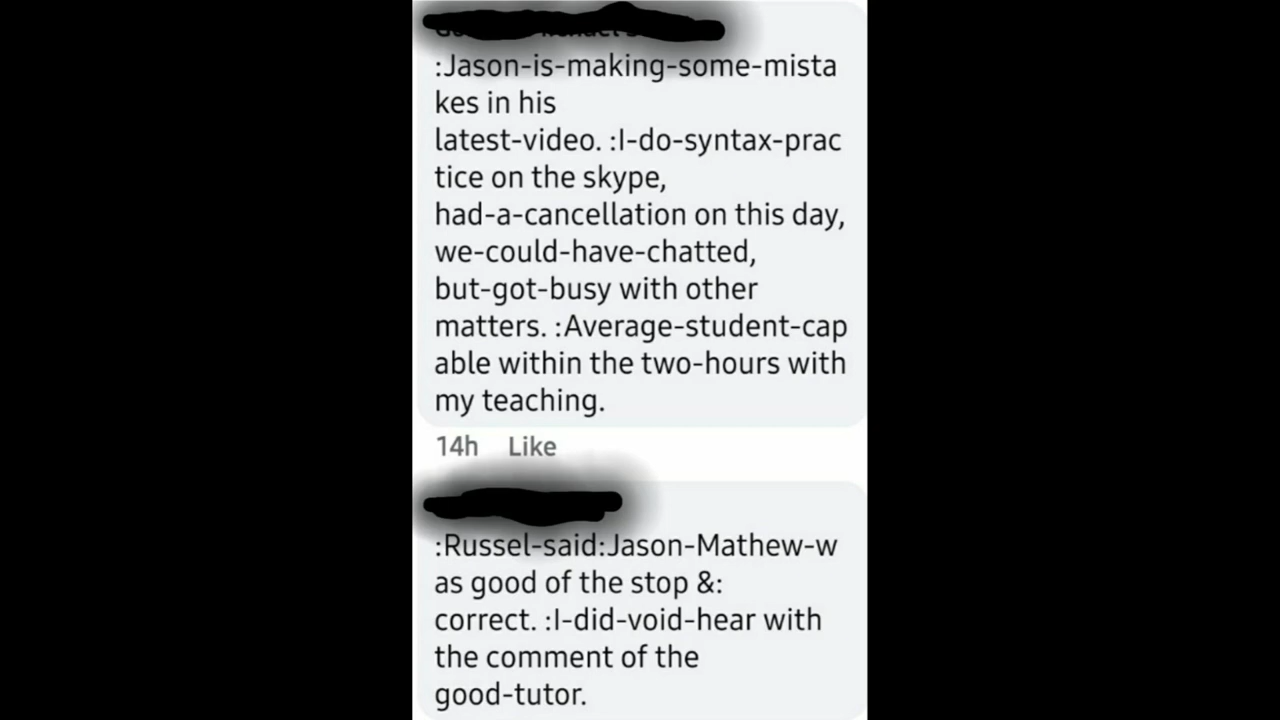 :Jason-is-making-some-mista
kes in his
latest-video. :I-do-syntax-prac
tice on the skype,
had-a-cancellation on this day,
we-could-have-chatted,
but-got-busy with other
matters. :Average-student-cap
able within the two-hours with
my teaching.
14h Like
:Russel-said:Jason-Mathew-w
as good of the stop &:
correct. :I-did-void-hear with
the comment of the
good-tutor.